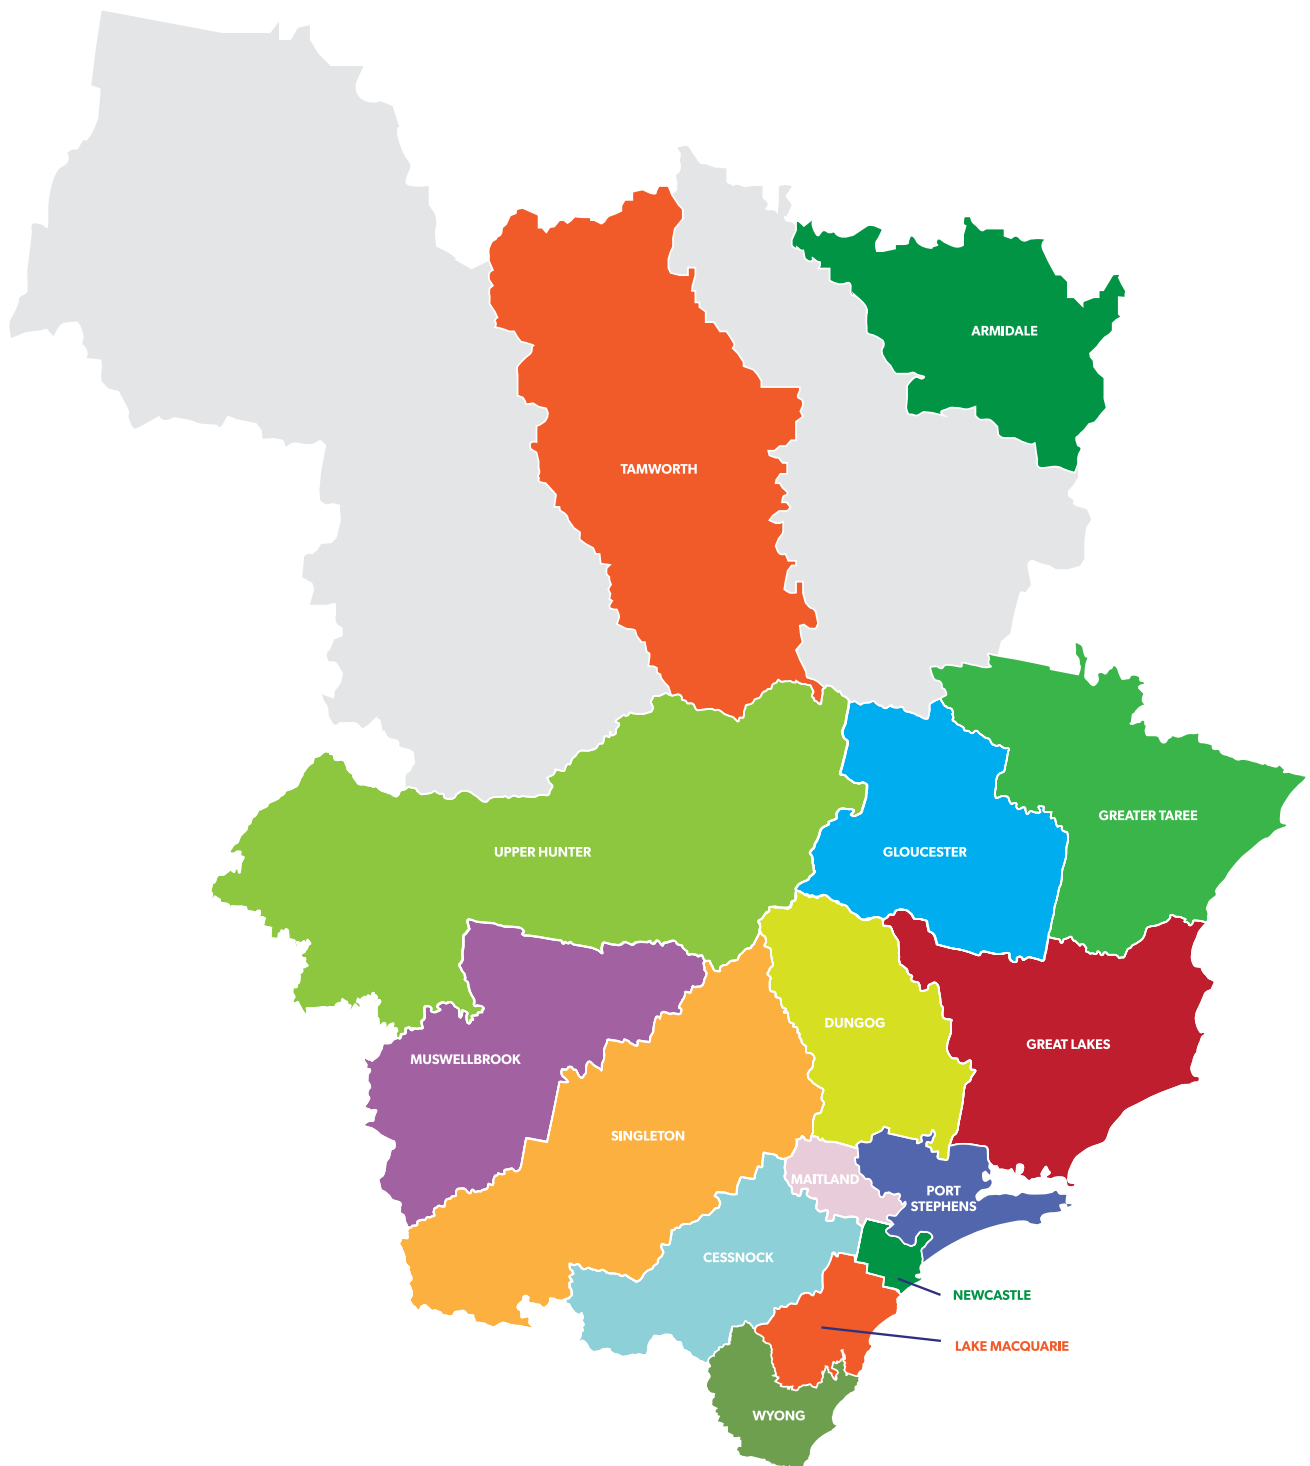 ARMIDALE
TAMWORTH
GREATER TAREE
UPPER HUNTER
GLOUCESTER
DUNGOG
GREAT LAKES
MUSWELLBROOK
SINGLETON
MAITLAND
PORT
STEPHENS
CESSNOCK
NEWCASTLE
LAKE MACQUARIE
WYONG